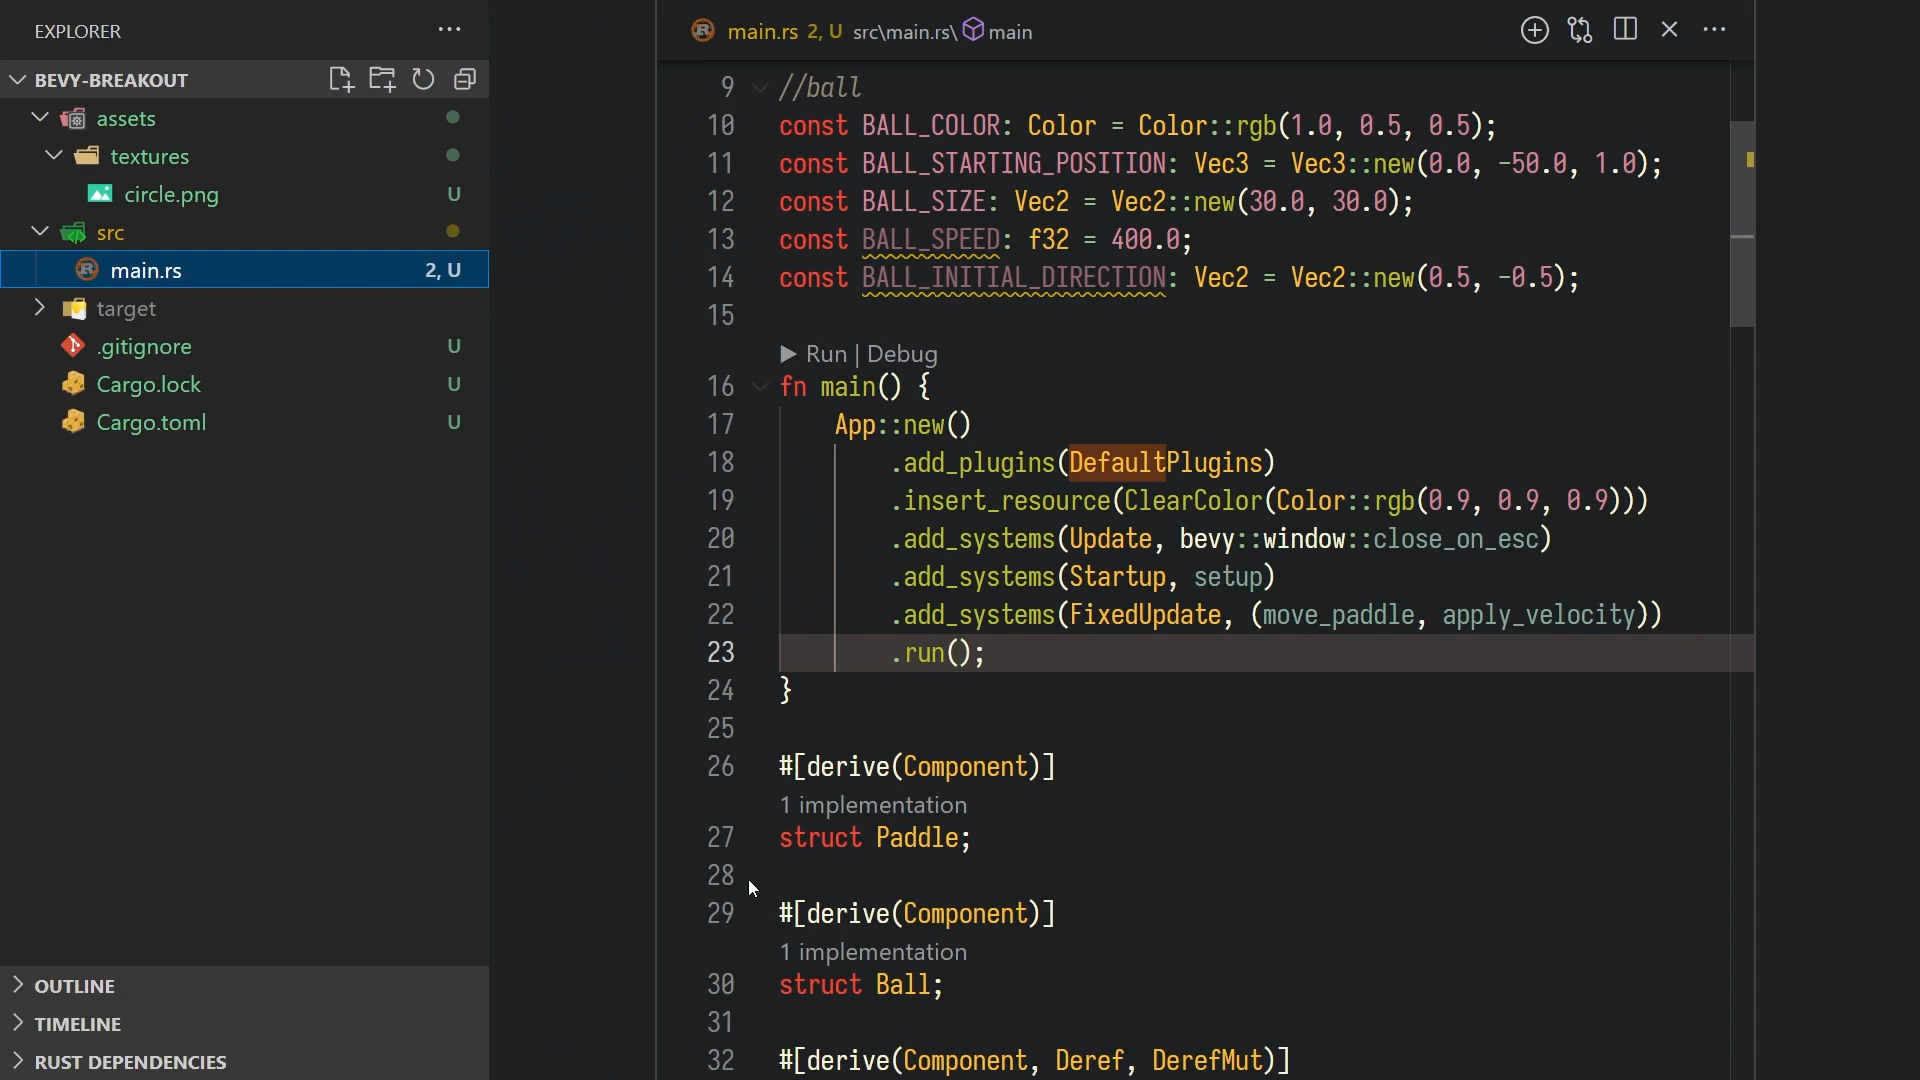 EXPLORER
BEVY-BREAKOUT
assets
textures
circle.png U
src
main.rs 2, U
target
.gitignore U
Cargo.lock U
Cargo.toml U
OUTLINE
TIMELINE
RUST DEPENDENCIES
main.rs 2, U src\main.rs\ main
9 //ball
10 const BALL_COLOR: Color = Color::rgb(1.0, 0.5, 0.5);
11 const BALL_STARTING_POSITION: Vec3 = Vec3::new(0.0, -50.0, 1.0);
12 const BALL_SIZE: Vec2 = Vec2::new(30.0, 30.0);
13 const BALL_SPEED: f32 = 400.0;
14 const BALL_INITIAL_DIRECTION: Vec2 = Vec2::new(0.5, -0.5);
15
▶ Run | Debug
16 fn main() {
17 App::new()
18 .add_plugins(DefaultPlugins)
19 .insert_resource(ClearColor(Color::rgb(0.9, 0.9, 0.9)))
20 .add_systems(Update, bevy::window::close_on_esc)
21 .add_systems(Startup, setup)
22 .add_systems(FixedUpdate, (move_paddle, apply_velocity))
23 .run();
24 }
25
26 #[derive(Component)]
1 implementation
27 struct Paddle;
28
29 #[derive(Component)]
1 implementation
30 struct Ball;
31
32 #[derive(Component, Deref, DerefMut)]